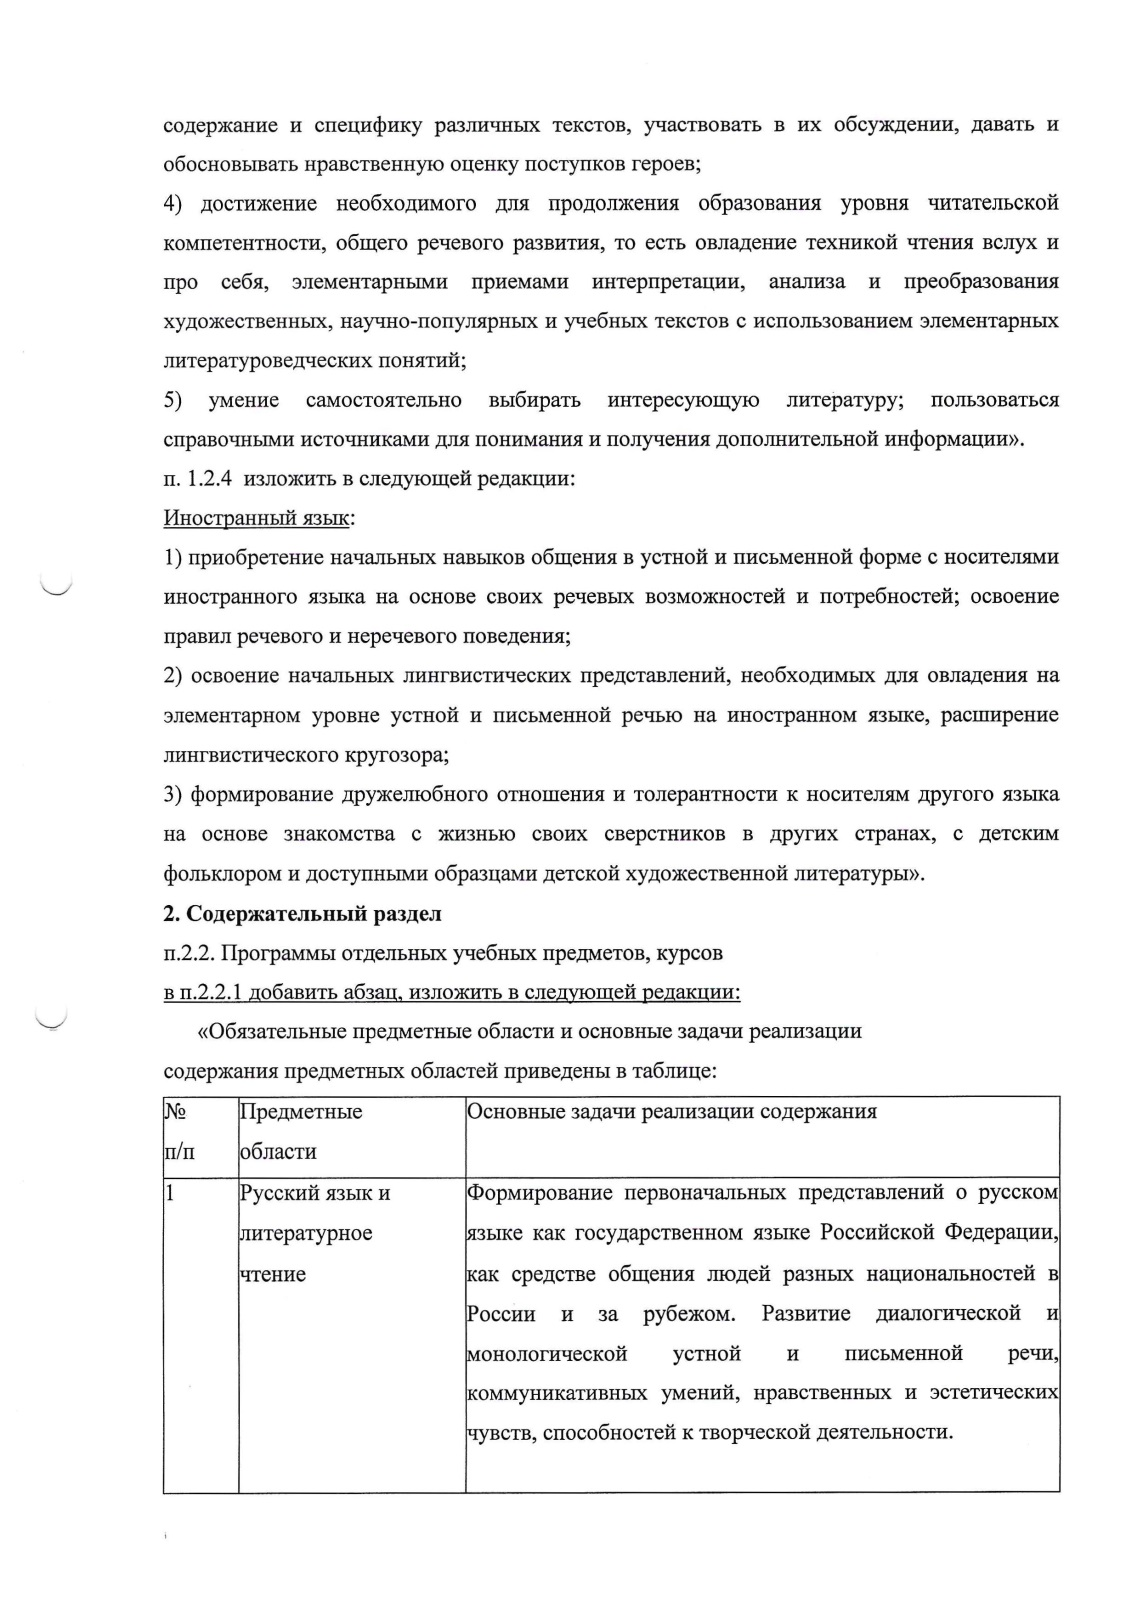 содержание и специфику различных текстов, участвовать в их обсуждении, давать и
обосновывать нравственную оценку поступков героев;
4) достижение необходимого для продолжения образования уровня читательской
компетентности, общего речевого развития, то есть овладение техникой чтения вслух и
про себя, элементарными приемами интерпретации, анализа и преобразования
художественных, научно-популярных и учебных текстов с использованием элементарных
литературоведческих понятий;
5) умение самостоятельно выбирать интересующую литературу; пользоваться
справочными источниками для понимания и получения дополнительной информации».
п. 1.2.4 изложить в следующей редакции:
Иностранный язык:
1) приобретение начальных навыков общения в устной и письменной форме с носителями
иностранного языка на основе своих речевых возможностей и потребностей; освоение
правил речевого и неречевого поведения;
2) освоение начальных лингвистических представлений, необходимых для овладения на
элементарном уровне устной и письменной речью на иностранном языке, расширение
лингвистического кругозора;
3) формирование дружелюбного отношения и толерантности к носителям другого языка
на основе знакомства с жизнью своих сверстников в других странах, с детским
фольклором и доступными образцами детской художественной литературы».
2. Содержательный раздел
п.2.2. Программы отдельных учебных предметов, курсов
в п.2.2.1 добавить абзац, изложить в следующей редакции:
«Обязательные предметные области и основные задачи реализации
содержания предметных областей приведены в таблице:
№
п/п
Предметные
области
Основные задачи реализации содержания
1
Русский язык и
литературное
чтение
Формирование первоначальных представлений о русском
языке как государственном языке Российской Федерации,
как средстве общения людей разных национальностей в
России и за рубежом. Развитие диалогической и
монологической устной и письменной речи,
коммуникативных умений, нравственных и эстетических
чувств, способностей к творческой деятельности.